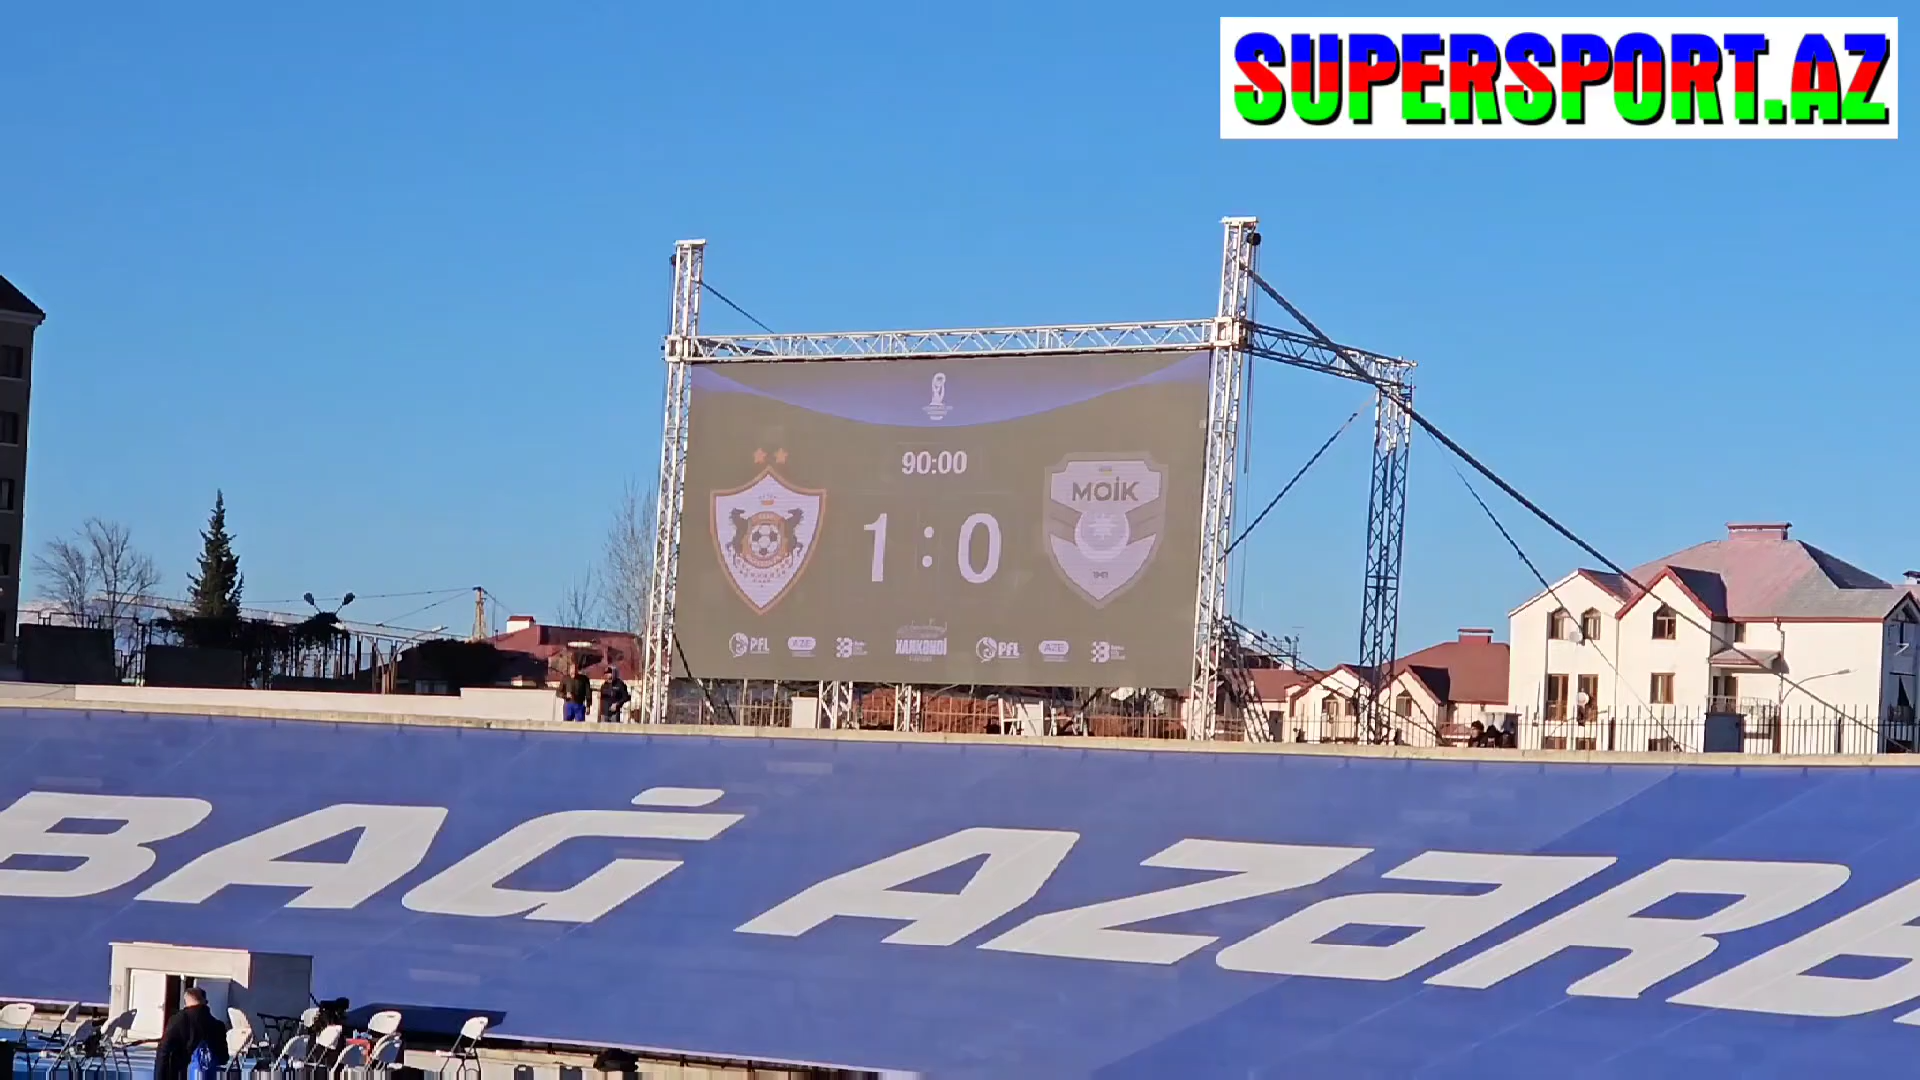 SUPERSPORT.AZ
90:00
1 : 0
MOİK
PFL AZE XANKƏNDİ PFL AZE
BAĞ AZƏRB